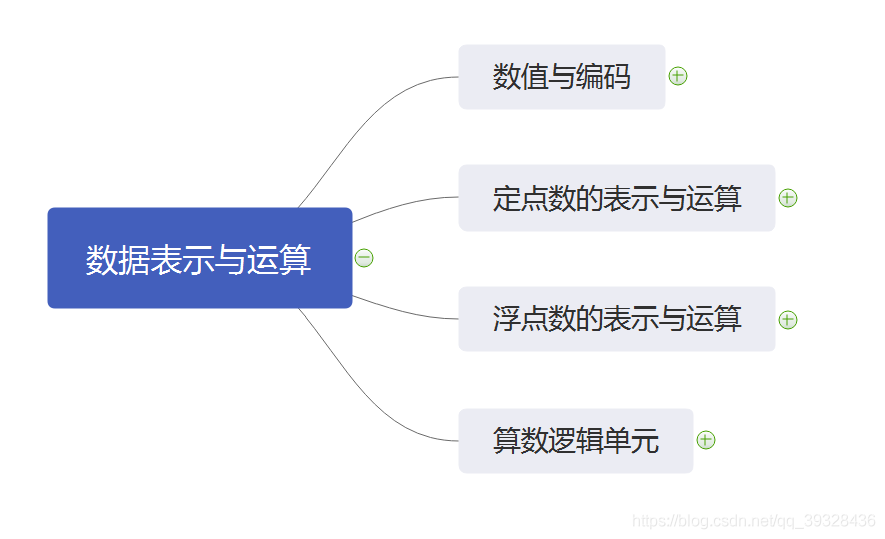 数值与编码
定点数的表示与运算
数据表示与运算
浮点数的表示与运算
算数逻辑单元
https://blog.csdn.net/qq_39328436